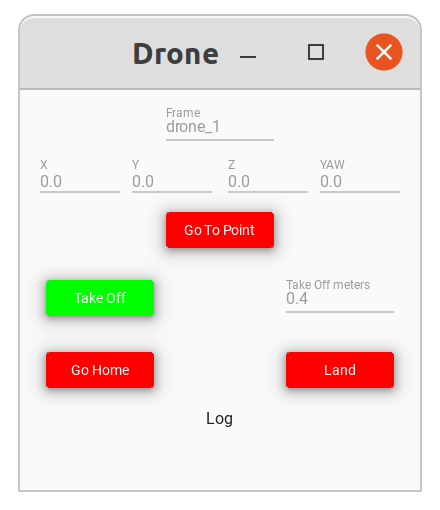 Drone
Frame
drone_1
X Y Z YAW
0.0 0.0 0.0 0.0
Go To Point
Take Off
Take Off meters
0.4
Go Home Land
Log